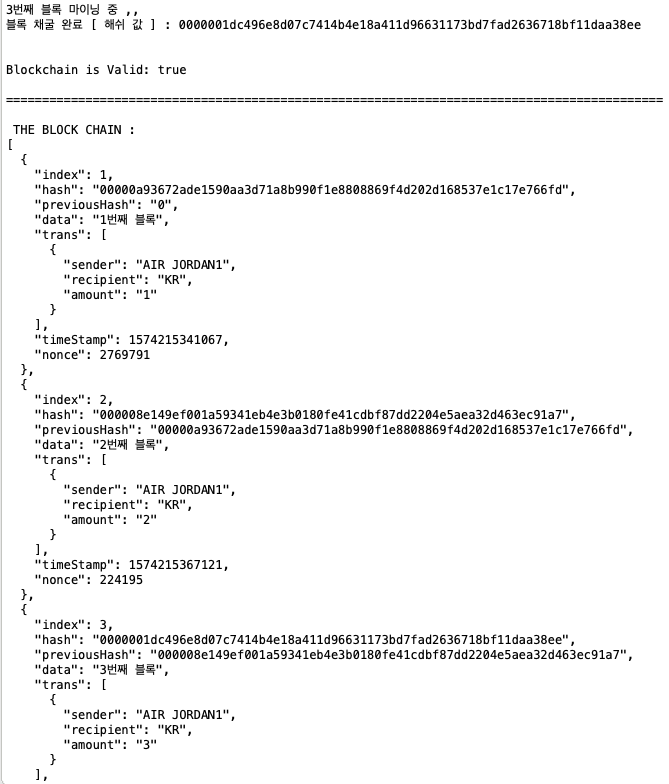 3번째 블록 마이닝 중 ,,
블록 채굴 완료 [ 해쉬 값 ] : 0000001dc496e8d07c7414b4e18a411d96631173bd7fad2636718bf11daa38ee
Blockchain is Valid: true
===========================================================================================
THE BLOCK CHAIN :
[
{
"index": 1,
"hash": "00000a93672ade1590aa3d71a8b990f1e8808869f4d202d168537e1c17e766fd",
"previousHash": "0",
"data": "1번째 블록",
"trans": [
{
"sender": "AIR JORDAN1",
"recipient": "KR",
"amount": "1"
}
],
"timeStamp": 1574215341067,
"nonce": 2769791
},
{
"index": 2,
"hash": "000008e149ef001a59341eb4e3b0180fe41cdbf87dd2204e5aea32d463ec91a7",
"previousHash": "00000a93672ade1590aa3d71a8b990f1e8808869f4d202d168537e1c17e766fd",
"data": "2번째 블록",
"trans": [
{
"sender": "AIR JORDAN1",
"recipient": "KR",
"amount": "2"
}
],
"timeStamp": 1574215367121,
"nonce": 224195
},
{
"index": 3,
"hash": "0000001dc496e8d07c7414b4e18a411d96631173bd7fad2636718bf11daa38ee",
"previousHash": "000008e149ef001a59341eb4e3b0180fe41cdbf87dd2204e5aea32d463ec91a7",
"data": "3번째 블록",
"trans": [
{
"sender": "AIR JORDAN1",
"recipient": "KR",
"amount": "3"
}
],